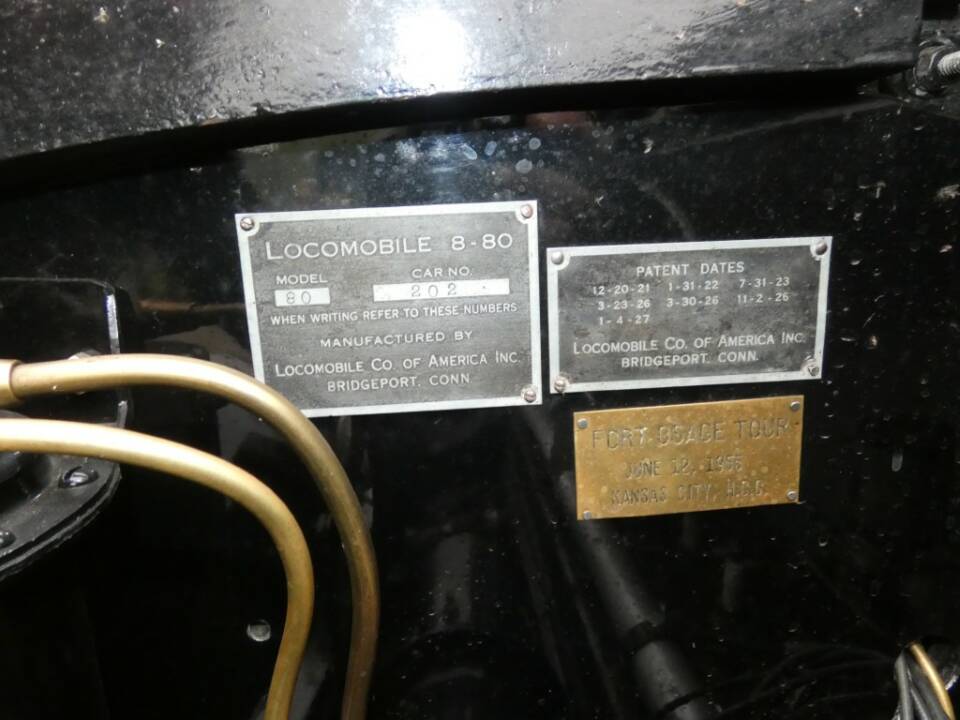 LOCOMOBILE 8-80
MODEL
CAR NO.
80
202
WHEN WRITING REFER TO THESE NUMBERS
MANUFACTURED BY
LOCOMOBILE CO. OF AMERICA INC.
BRIDGEPORT, CONN.
PATENT DATES
12-20-21 1-31-22 7-31-23
3-23-26 3-30-26 11-2-26
1-4-27
LOCOMOBILE CO. OF AMERICA INC.
BRIDGEPORT, CONN.
FORT OSAGE TOUR
JUNE 12,
KANSAS CITY,